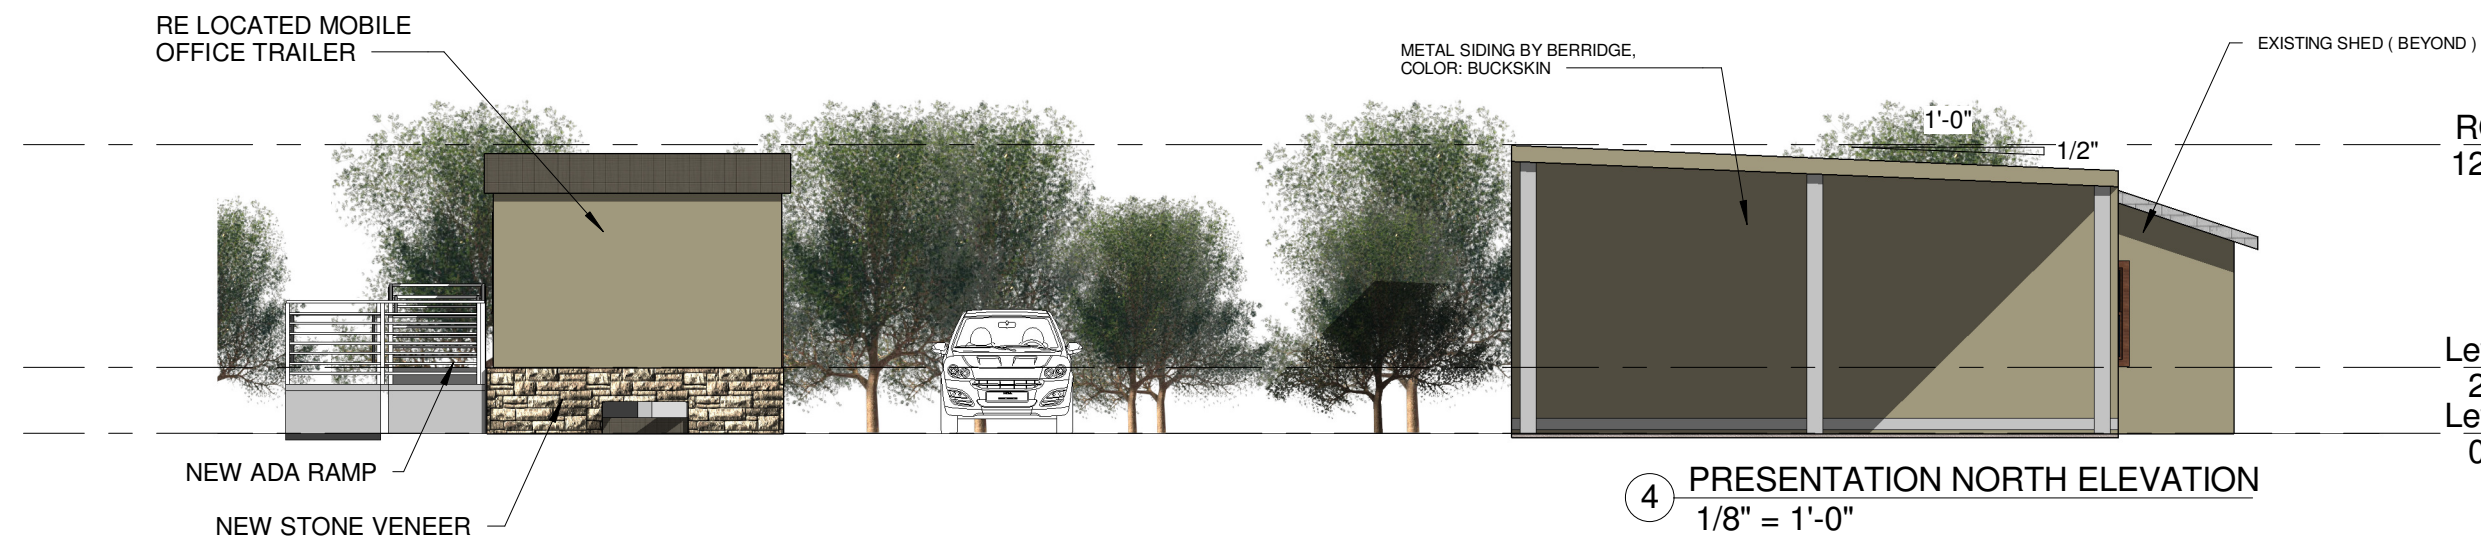 RE LOCATED MOBILE
OFFICE TRAILER
METAL SIDING BY BERRIDGE,
COLOR: BUCKSKIN
EXISTING SHED ( BEYOND )
1'-0"
1/2"
NEW ADA RAMP
NEW STONE VENEER
4
PRESENTATION NORTH ELEVATION
1/8" = 1'-0"